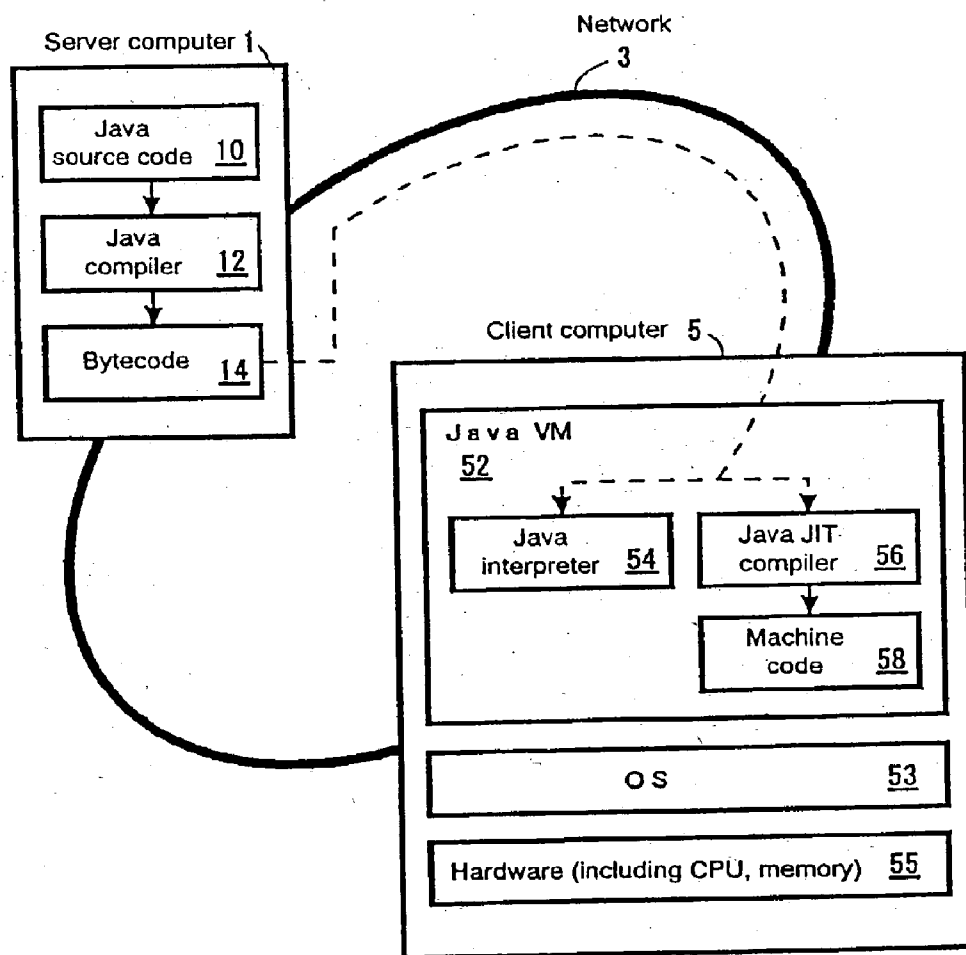 Network
3
Server computer 1
Java
source code 10
Java
compiler 12
Bytecode 14
Client computer 5
Java VM
52
Java
interpreter 54
Java JIT
compiler 56
Machine
code 58
OS 53
Hardware (including CPU, memory) 55